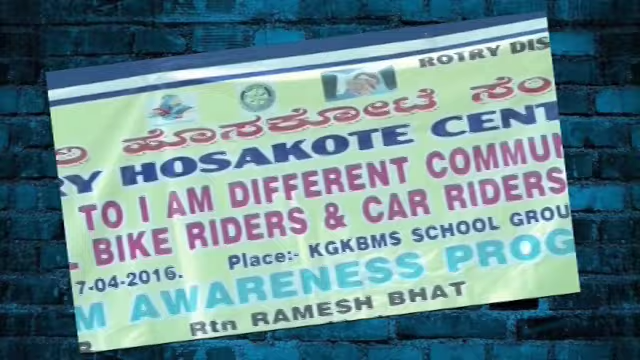 ROTRY DIS
ರಿ ಹೊಸಕೋಟೆ ಸೆಂ
RY HOSAKOTE CENT
TO I AM DIFFERENT COMMUN
L BIKE RIDERS & CAR RIDERS
7-04-2016. Place:- KGKBMS SCHOOL GROU
M AWARENESS PROG
Rtn RAMESH BHAT